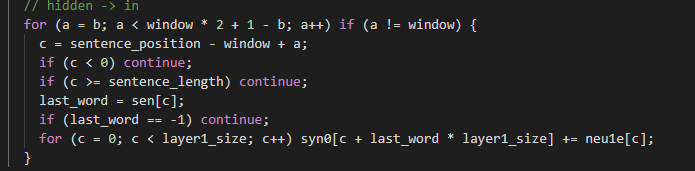 // hidden -> in
for (a = b; a < window * 2 + 1 - b; a++) if (a != window) {
  c = sentence_position - window + a;
  if (c < 0) continue;
  if (c >= sentence_length) continue;
  last_word = sen[c];
  if (last_word == -1) continue;
  for (c = 0; c < layer1_size; c++) syn0[c + last_word * layer1_size] += neu1e[c];
}